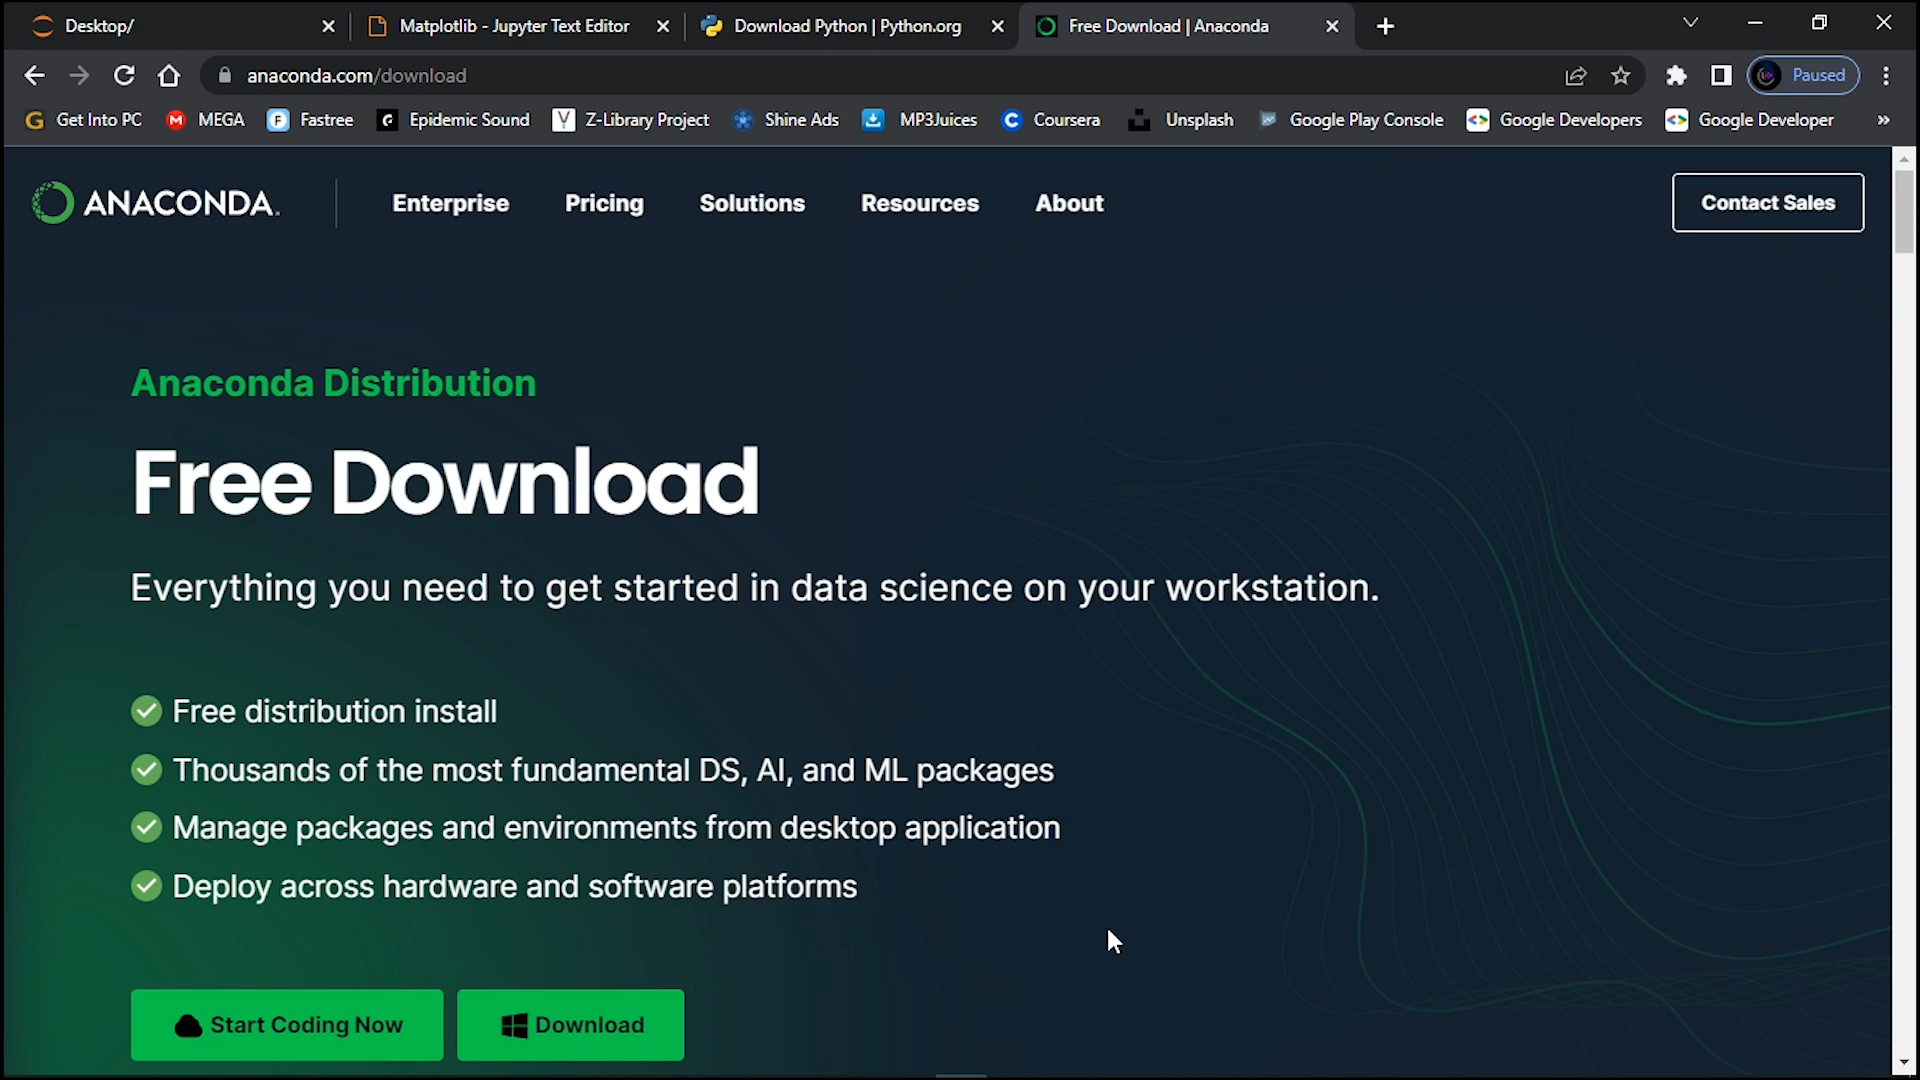 Desktop/
Matplotlib - Jupyter Text Editor
Download Python | Python.org
Free Download | Anaconda
anaconda.com/download
Paused
Get Into PC
MEGA
Fastree
Epidemic Sound
Z-Library Project
Shine Ads
MP3Juices
Coursera
Unsplash
Google Play Console
Google Developers
Google Developer
ANACONDA.
Enterprise
Pricing
Solutions
Resources
About
Contact Sales
Anaconda Distribution
Free Download
Everything you need to get started in data science on your workstation.
Free distribution install
Thousands of the most fundamental DS, AI, and ML packages
Manage packages and environments from desktop application
Deploy across hardware and software platforms
Start Coding Now
Download